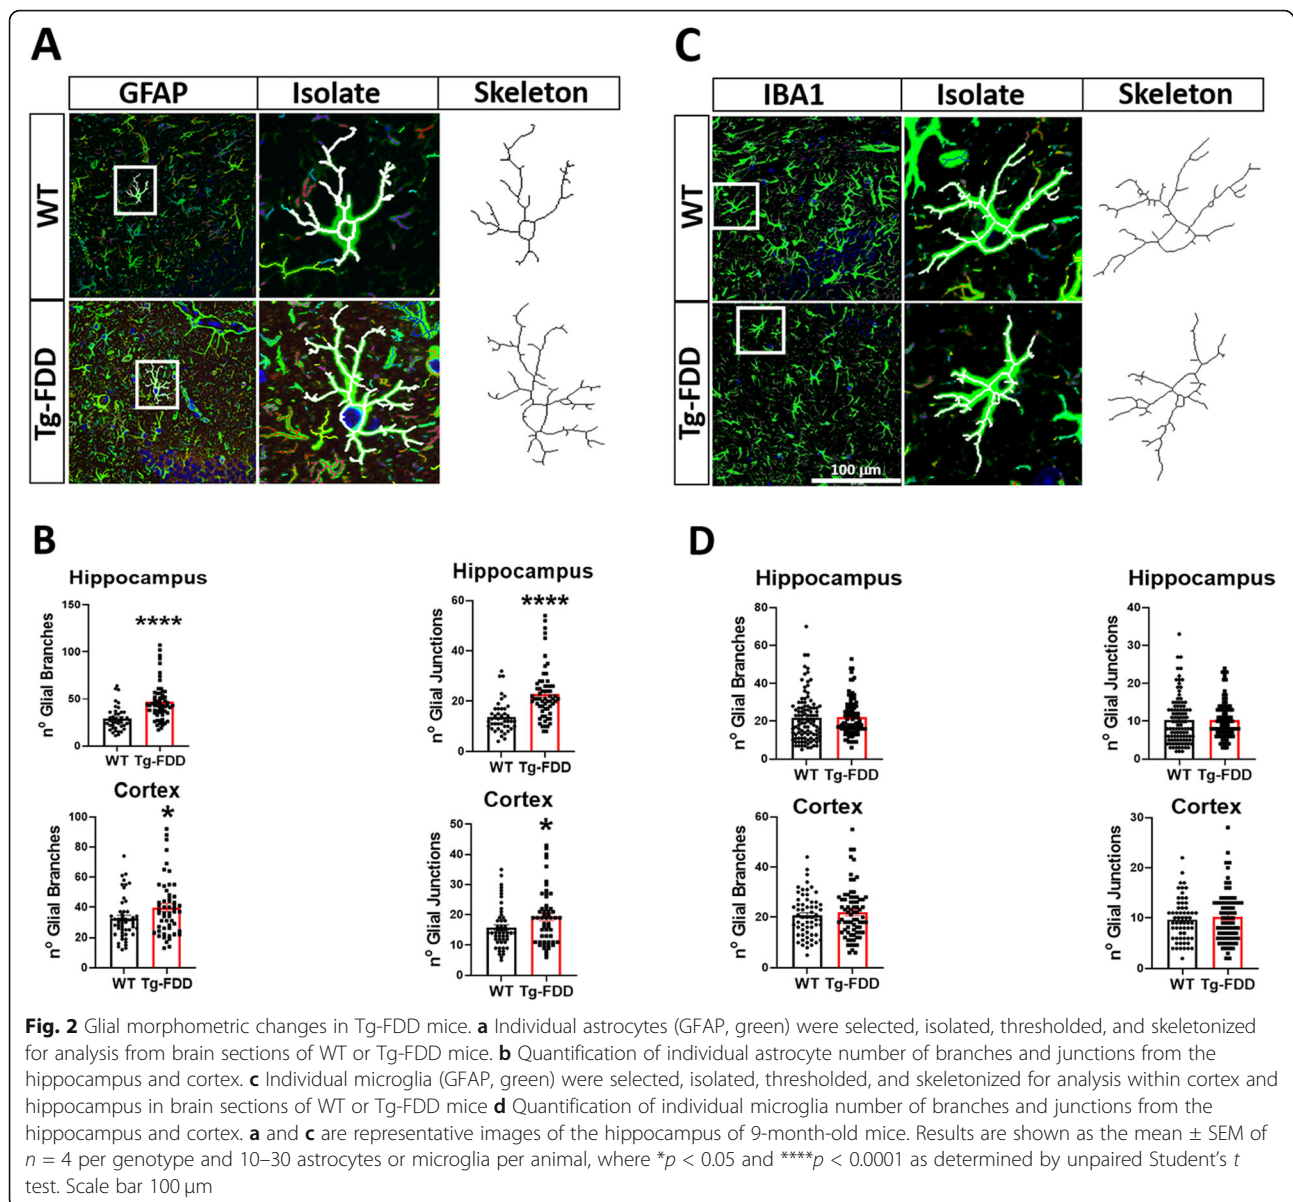 A
GFAP Isolate Skeleton
WT
Tg-FDD
C
IBA1 Isolate Skeleton
WT
Tg-FDD
100 µm
B
Hippocampus
n° Glial Branches
150
100
50
0
****
WT Tg-FDD
Hippocampus
n° Glial Junctions
60
40
20
0
****
WT Tg-FDD
Cortex
n° Glial Branches
100
80
60
40
20
0
*
WT Tg-FDD
Cortex
n° Glial Junctions
50
40
30
20
10
0
*
WT Tg-FDD
D
Hippocampus
n° Glial Branches
80
60
40
20
0
WT Tg-FDD
Hippocampus
n° Glial Junctions
40
30
20
10
0
WT Tg-FDD
Cortex
n° Glial Branches
60
40
20
0
WT Tg-FDD
Cortex
n° Glial Junctions
30
20
10
0
WT Tg-FDD
Fig. 2 Glial morphometric changes in Tg-FDD mice. a Individual astrocytes (GFAP, green) were selected, isolated, thresholded, and skeletonized
for analysis from brain sections of WT or Tg-FDD mice. b Quantification of individual astrocyte number of branches and junctions from the
hippocampus and cortex. c Individual microglia (GFAP, green) were selected, isolated, thresholded, and skeletonized for analysis within cortex and
hippocampus in brain sections of WT or Tg-FDD mice d Quantification of individual microglia number of branches and junctions from the
hippocampus and cortex. a and c are representative images of the hippocampus of 9-month-old mice. Results are shown as the mean ± SEM of
n = 4 per genotype and 10–30 astrocytes or microglia per animal, where *p < 0.05 and ****p < 0.0001 as determined by unpaired Student's t
test. Scale bar 100 µm